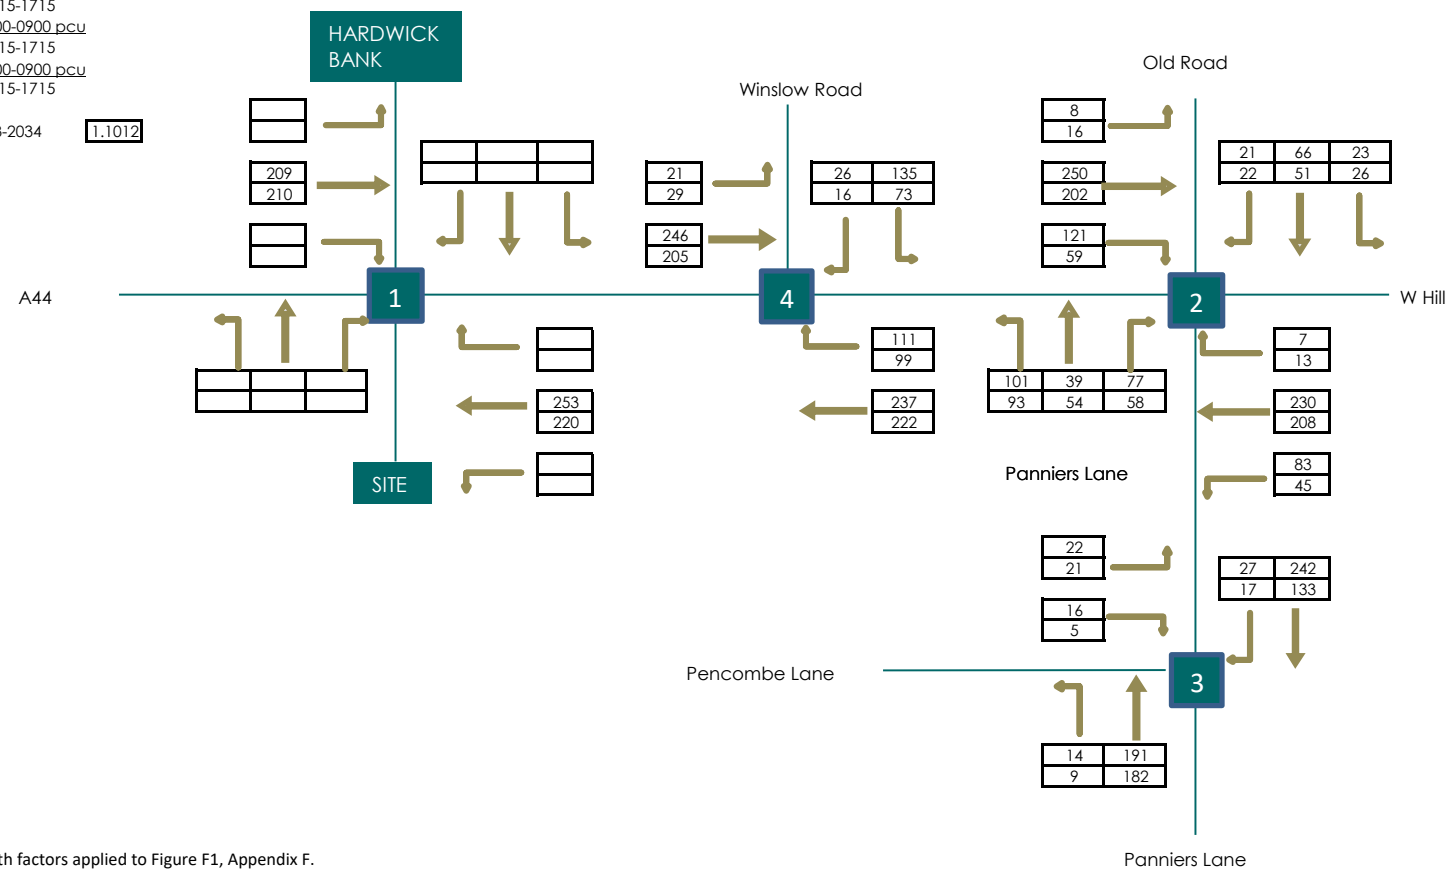 15-1715
00-0900 pcu
15-1715
00-0900 pcu
15-1715
3-2034 1.1012
HARDWICK
BANK
Winslow Road
Old Road
209
210
21
29
246
205
26 135
16 73
8
16
250
202
121
59
21 66 23
22 51 26
A44
1
4
2
W Hill
253
220
111
99
237
222
101 39 77
93 54 58
7
13
230
208
83
45
SITE
Panniers Lane
22
21
16
5
27 242
17 133
Pencombe Lane
3
14 191
9 182
th factors applied to Figure F1, Appendix F.
Panniers Lane